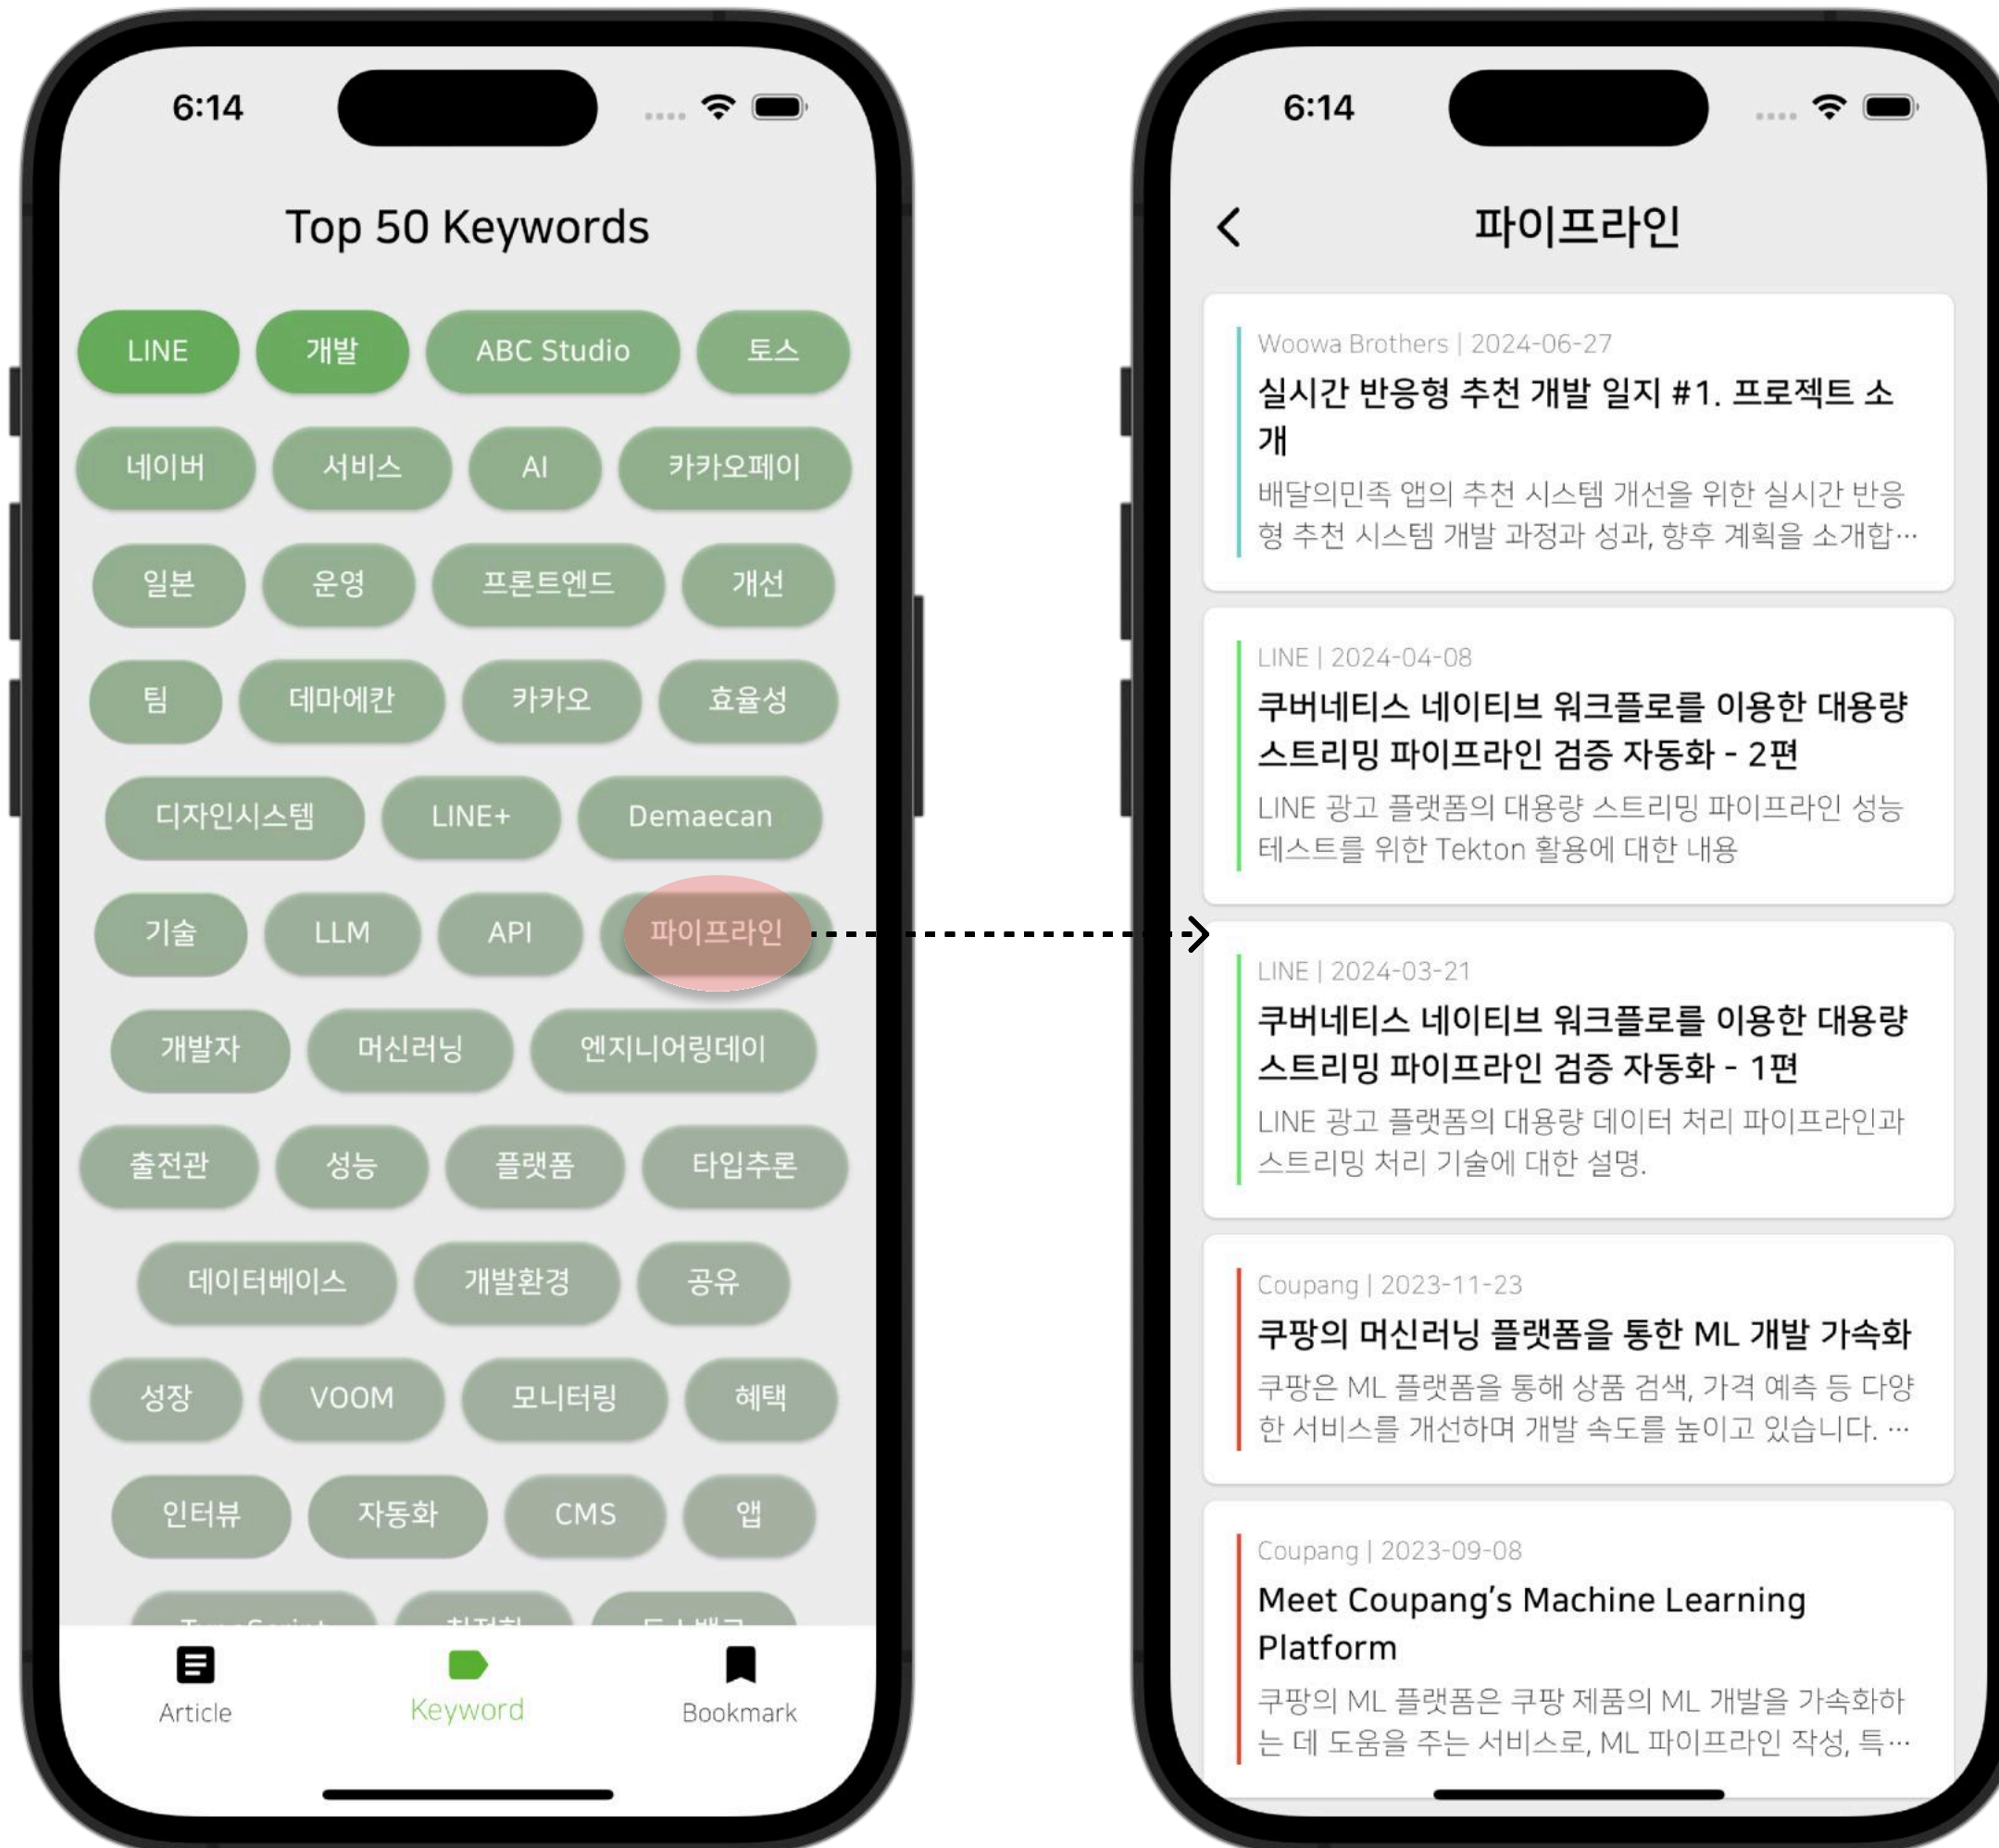 6:14
Top 50 Keywords
LINE 개발 ABC Studio 토스
네이버 서비스 AI 카카오페이
일본 운영 프론트엔드 개선
팀 데마에칸 카카오 효율성
디자인시스템 LINE+ Demaecan
기술 LLM API 파이프라인
개발자 머신러닝 엔지니어링데이
출전관 성능 플랫폼 타입추론
데이터베이스 개발환경 공유
성장 VOOM 모니터링 혜택
인터뷰 자동화 CMS 앱
Article Keyword Bookmark
6:14
파이프라인
Woowa Brothers | 2024-06-27
실시간 반응형 추천 개발 일지 #1. 프로젝트 소
개
배달의민족 앱의 추천 시스템 개선을 위한 실시간 반응
형 추천 시스템 개발 과정과 성과, 향후 계획을 소개합…
LINE | 2024-04-08
쿠버네티스 네이티브 워크플로를 이용한 대용량
스트리밍 파이프라인 검증 자동화 - 2편
LINE 광고 플랫폼의 대용량 스트리밍 파이프라인 성능
테스트를 위한 Tekton 활용에 대한 내용
LINE | 2024-03-21
쿠버네티스 네이티브 워크플로를 이용한 대용량
스트리밍 파이프라인 검증 자동화 - 1편
LINE 광고 플랫폼의 대용량 데이터 처리 파이프라인과
스트리밍 처리 기술에 대한 설명.
Coupang | 2023-11-23
쿠팡의 머신러닝 플랫폼을 통한 ML 개발 가속화
쿠팡은 ML 플랫폼을 통해 상품 검색, 가격 예측 등 다양
한 서비스를 개선하며 개발 속도를 높이고 있습니다. …
Coupang | 2023-09-08
Meet Coupang’s Machine Learning
Platform
쿠팡의 ML 플랫폼은 쿠팡 제품의 ML 개발을 가속화하
는 데 도움을 주는 서비스로, ML 파이프라인 작성, 특…